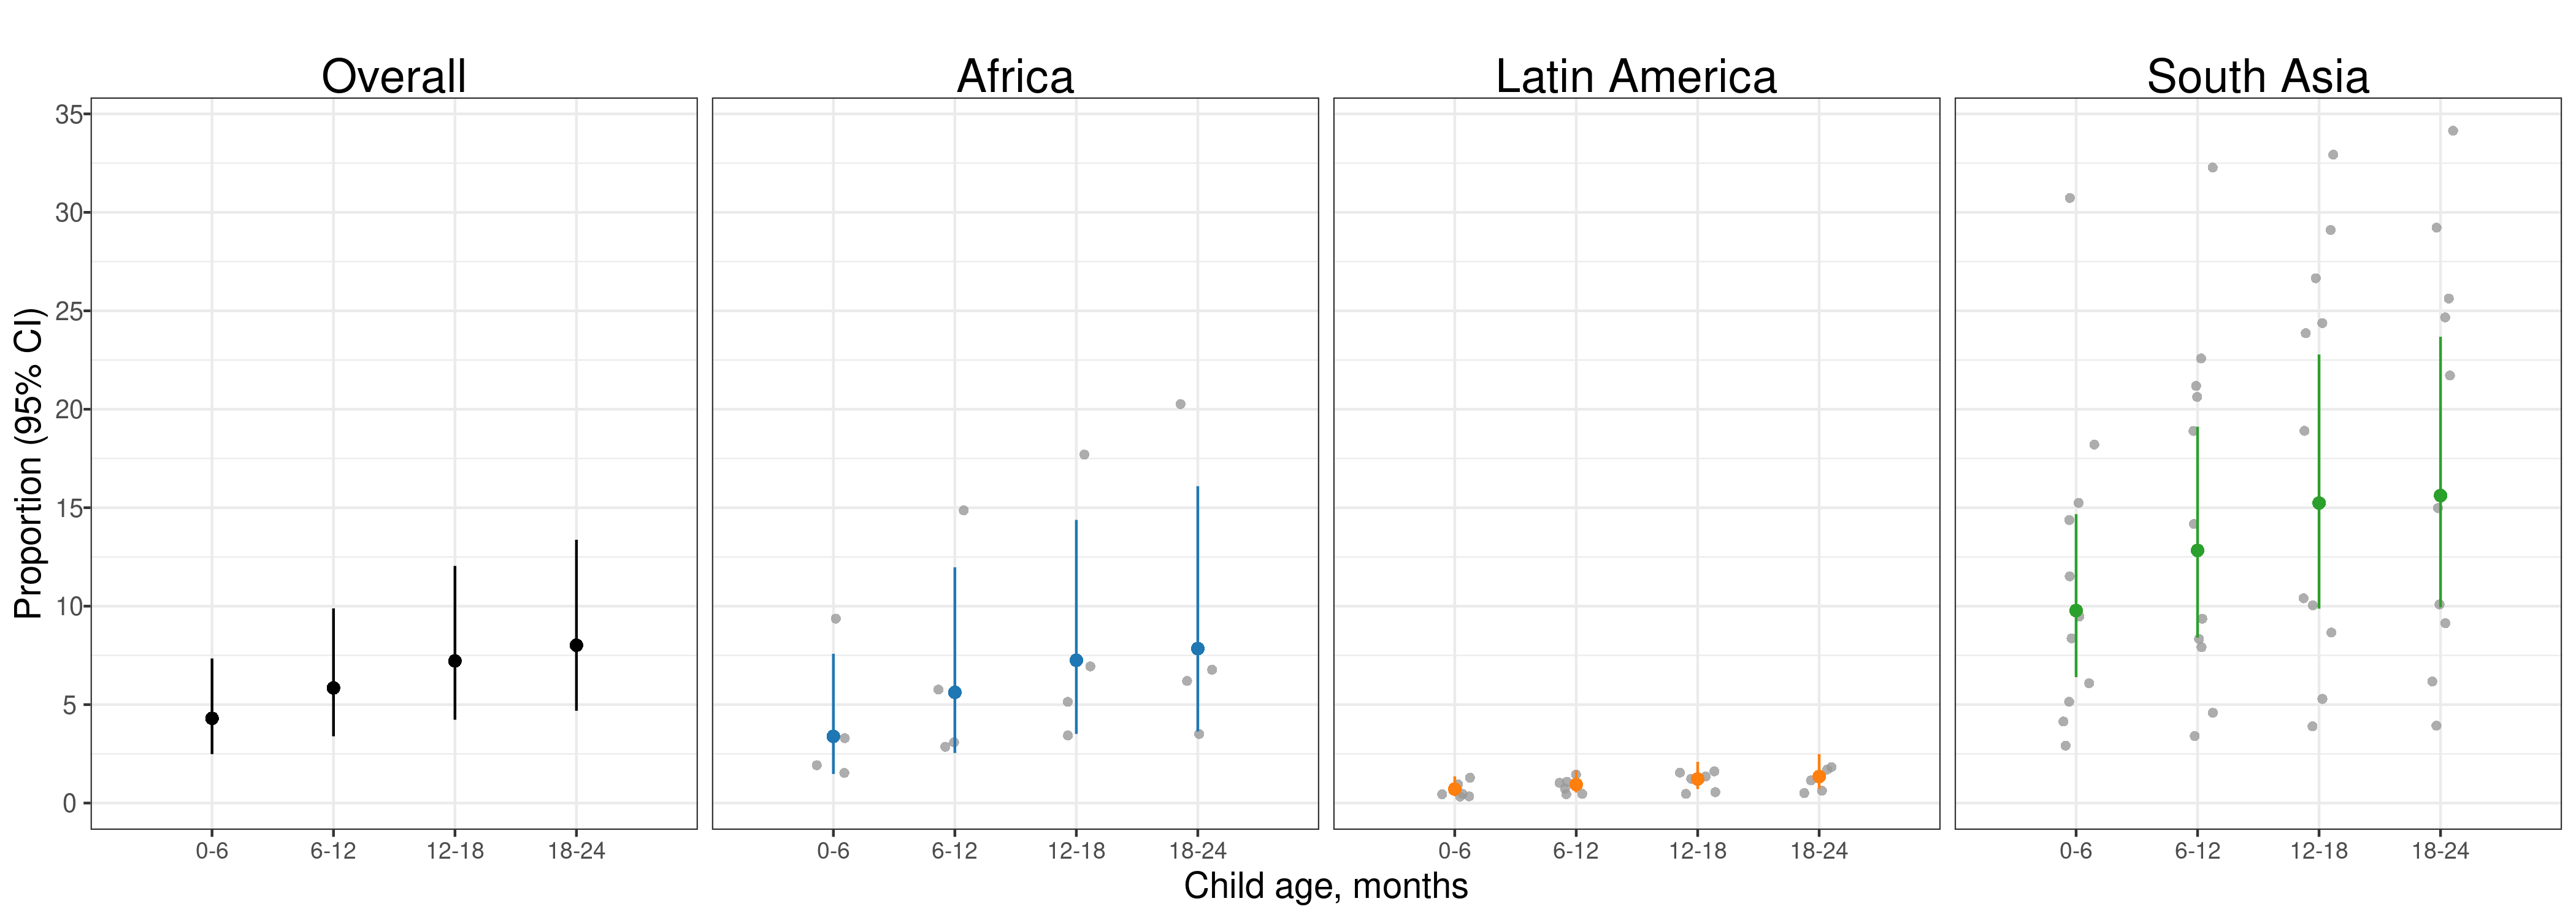 Overall Africa Latin America South Asia
Proportion (95% CI)
35
30
25
20
15
10
5
0
0-6 6-12 12-18 18-24 0-6 6-12 12-18 18-24 0-6 6-12 12-18 18-24 0-6 6-12 12-18 18-24
Child age, months